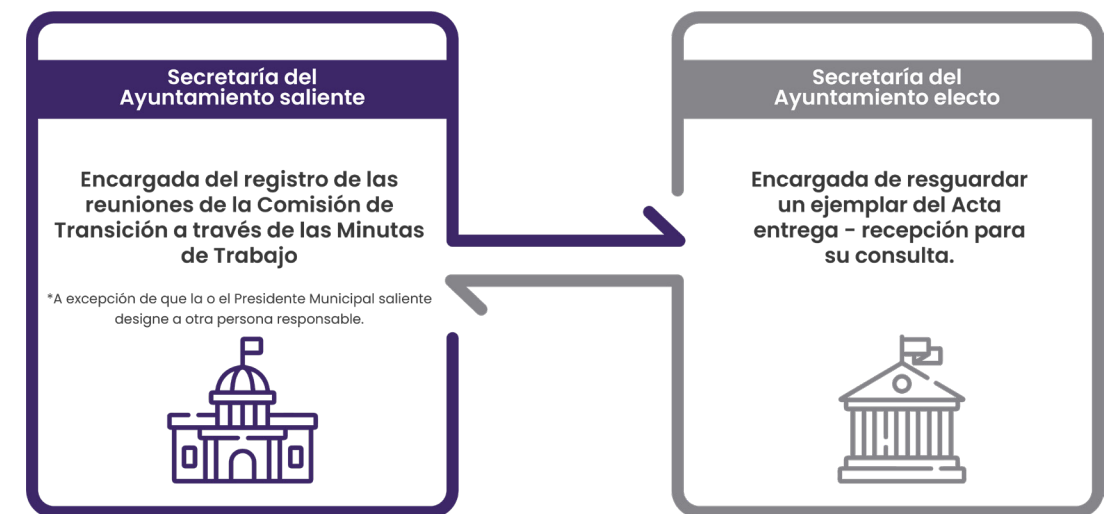 Secretaría del
Ayuntamiento saliente
Encargada del registro de las
reuniones de la Comisión de
Transición a través de las Minutas
de Trabajo
*A excepción de que la o el Presidente Municipal saliente
designe a otra persona responsable.
Secretaría del
Ayuntamiento electo
Encargada de resguardar
un ejemplar del Acta
entrega - recepción para
su consulta.